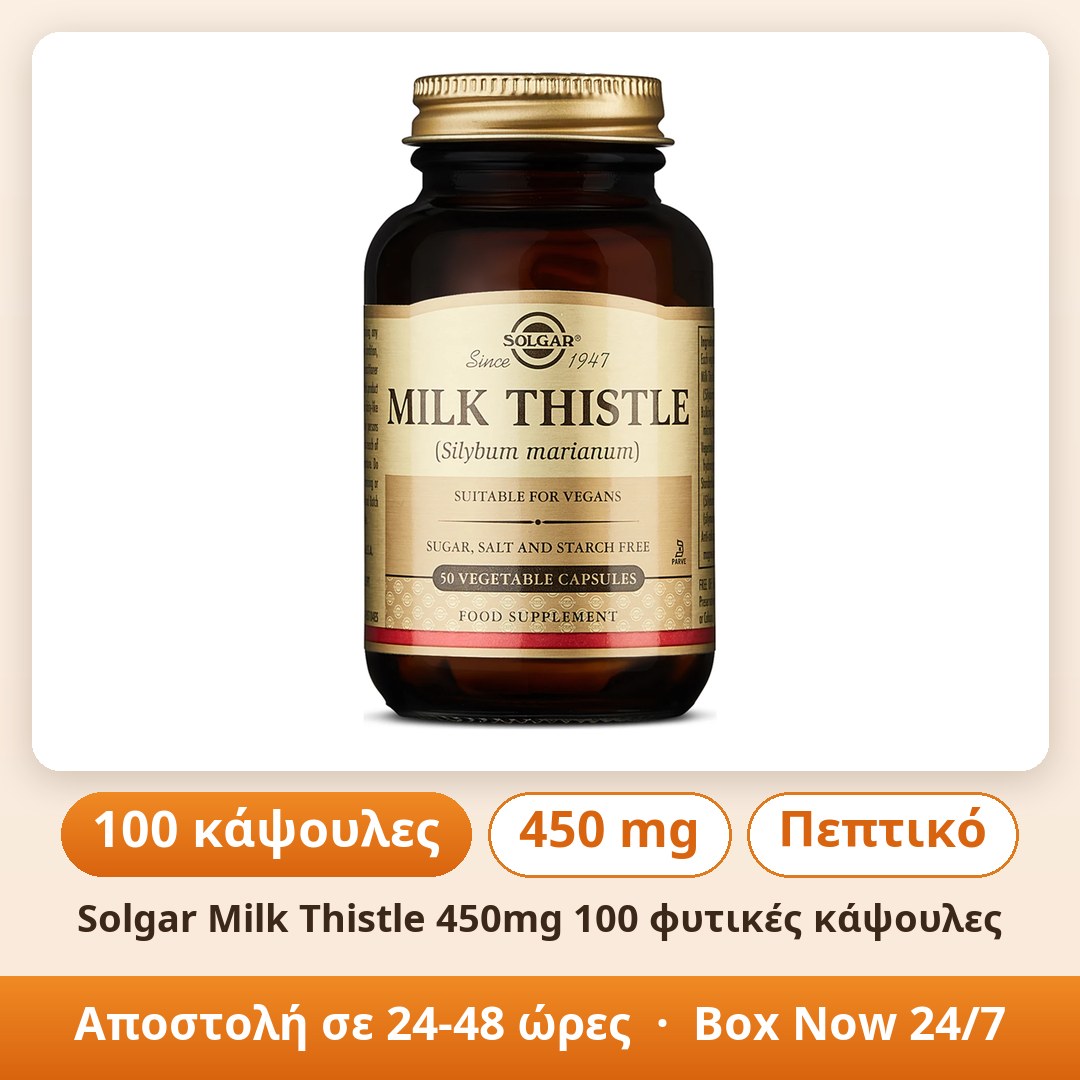 SOLGAR®
Since 1947
MILK THISTLE
(Silybum marianum)
SUITABLE FOR VEGANS
SUGAR, SALT AND STARCH FREE
PARVE
50 VEGETABLE CAPSULES
FOOD SUPPLEMENT
100 κάψουλες
450 mg
Πεπτικό
Solgar Milk Thistle 450mg 100 φυτικές κάψουλες
Αποστολή σε 24-48 ώρες · Box Now 24/7